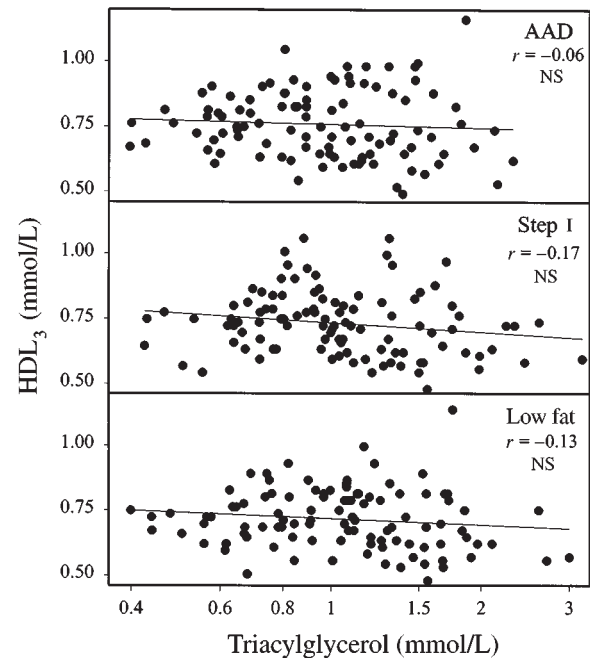 AAD
r = –0.06
NS
1.00
0.75
0.50
Step I
r = –0.17
NS
1.00
0.75
0.50
HDL3 (mmol/L)
Low fat
r = –0.13
NS
1.00
0.75
0.50
0.4 0.6 0.8 1 1.5 2 3
Triacylglycerol (mmol/L)